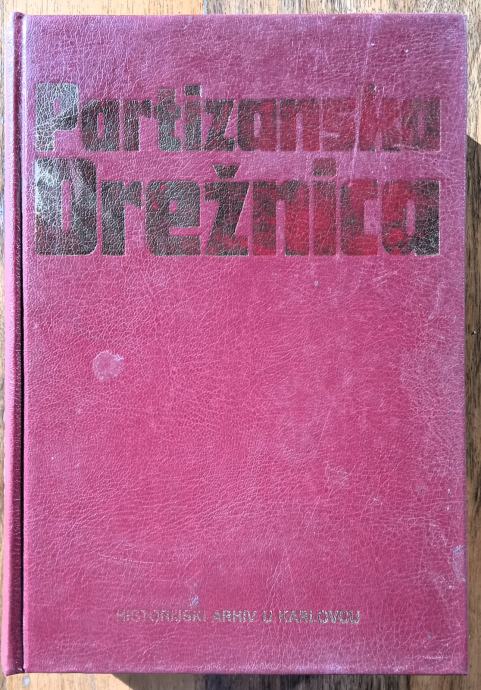 Partizanska
Drežnica
HISTORIJSKI ARHIV U KARLOVCU